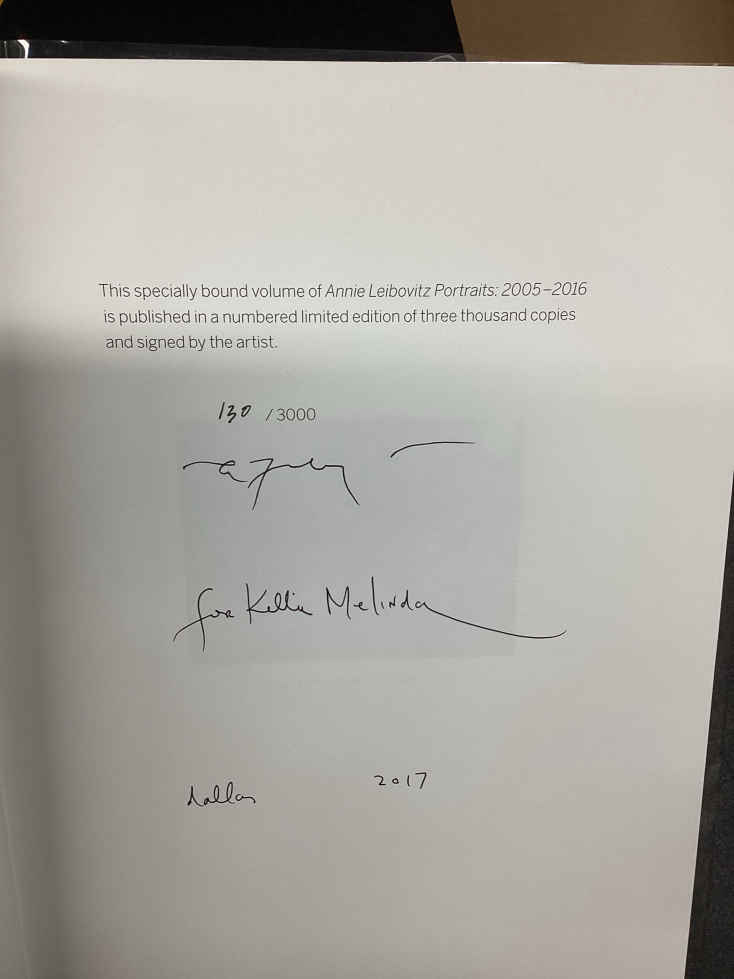 This specially bound volume of Annie Leibovitz Portraits: 2005–2016
is published in a numbered limited edition of three thousand copies
and signed by the artist.
130 / 3000
for Kellie Melinda
dallas 2017